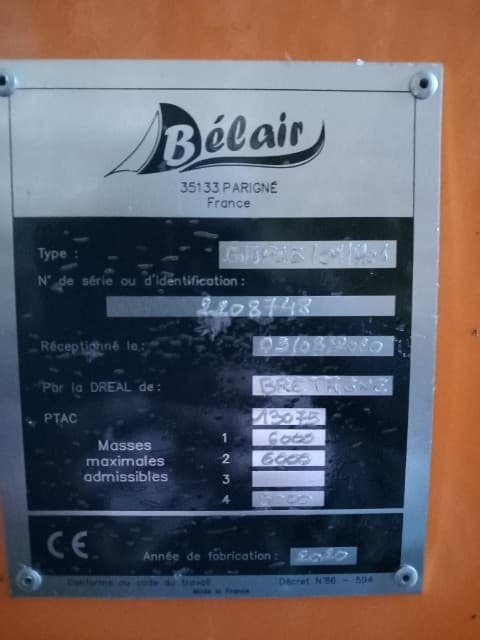 Bélair
35133 PARIGNÉ
France
Type :
N° de série ou d'identification :
2208748
Réceptionné le :
Par la DREAL de : BRETAGNE
PTAC 13075
Masses maximales admissibles
1 6000
2 6000
3
4
CE
Année de fabrication : 2020
Conforme au code du travail Décret N°86 - 594
Made in France